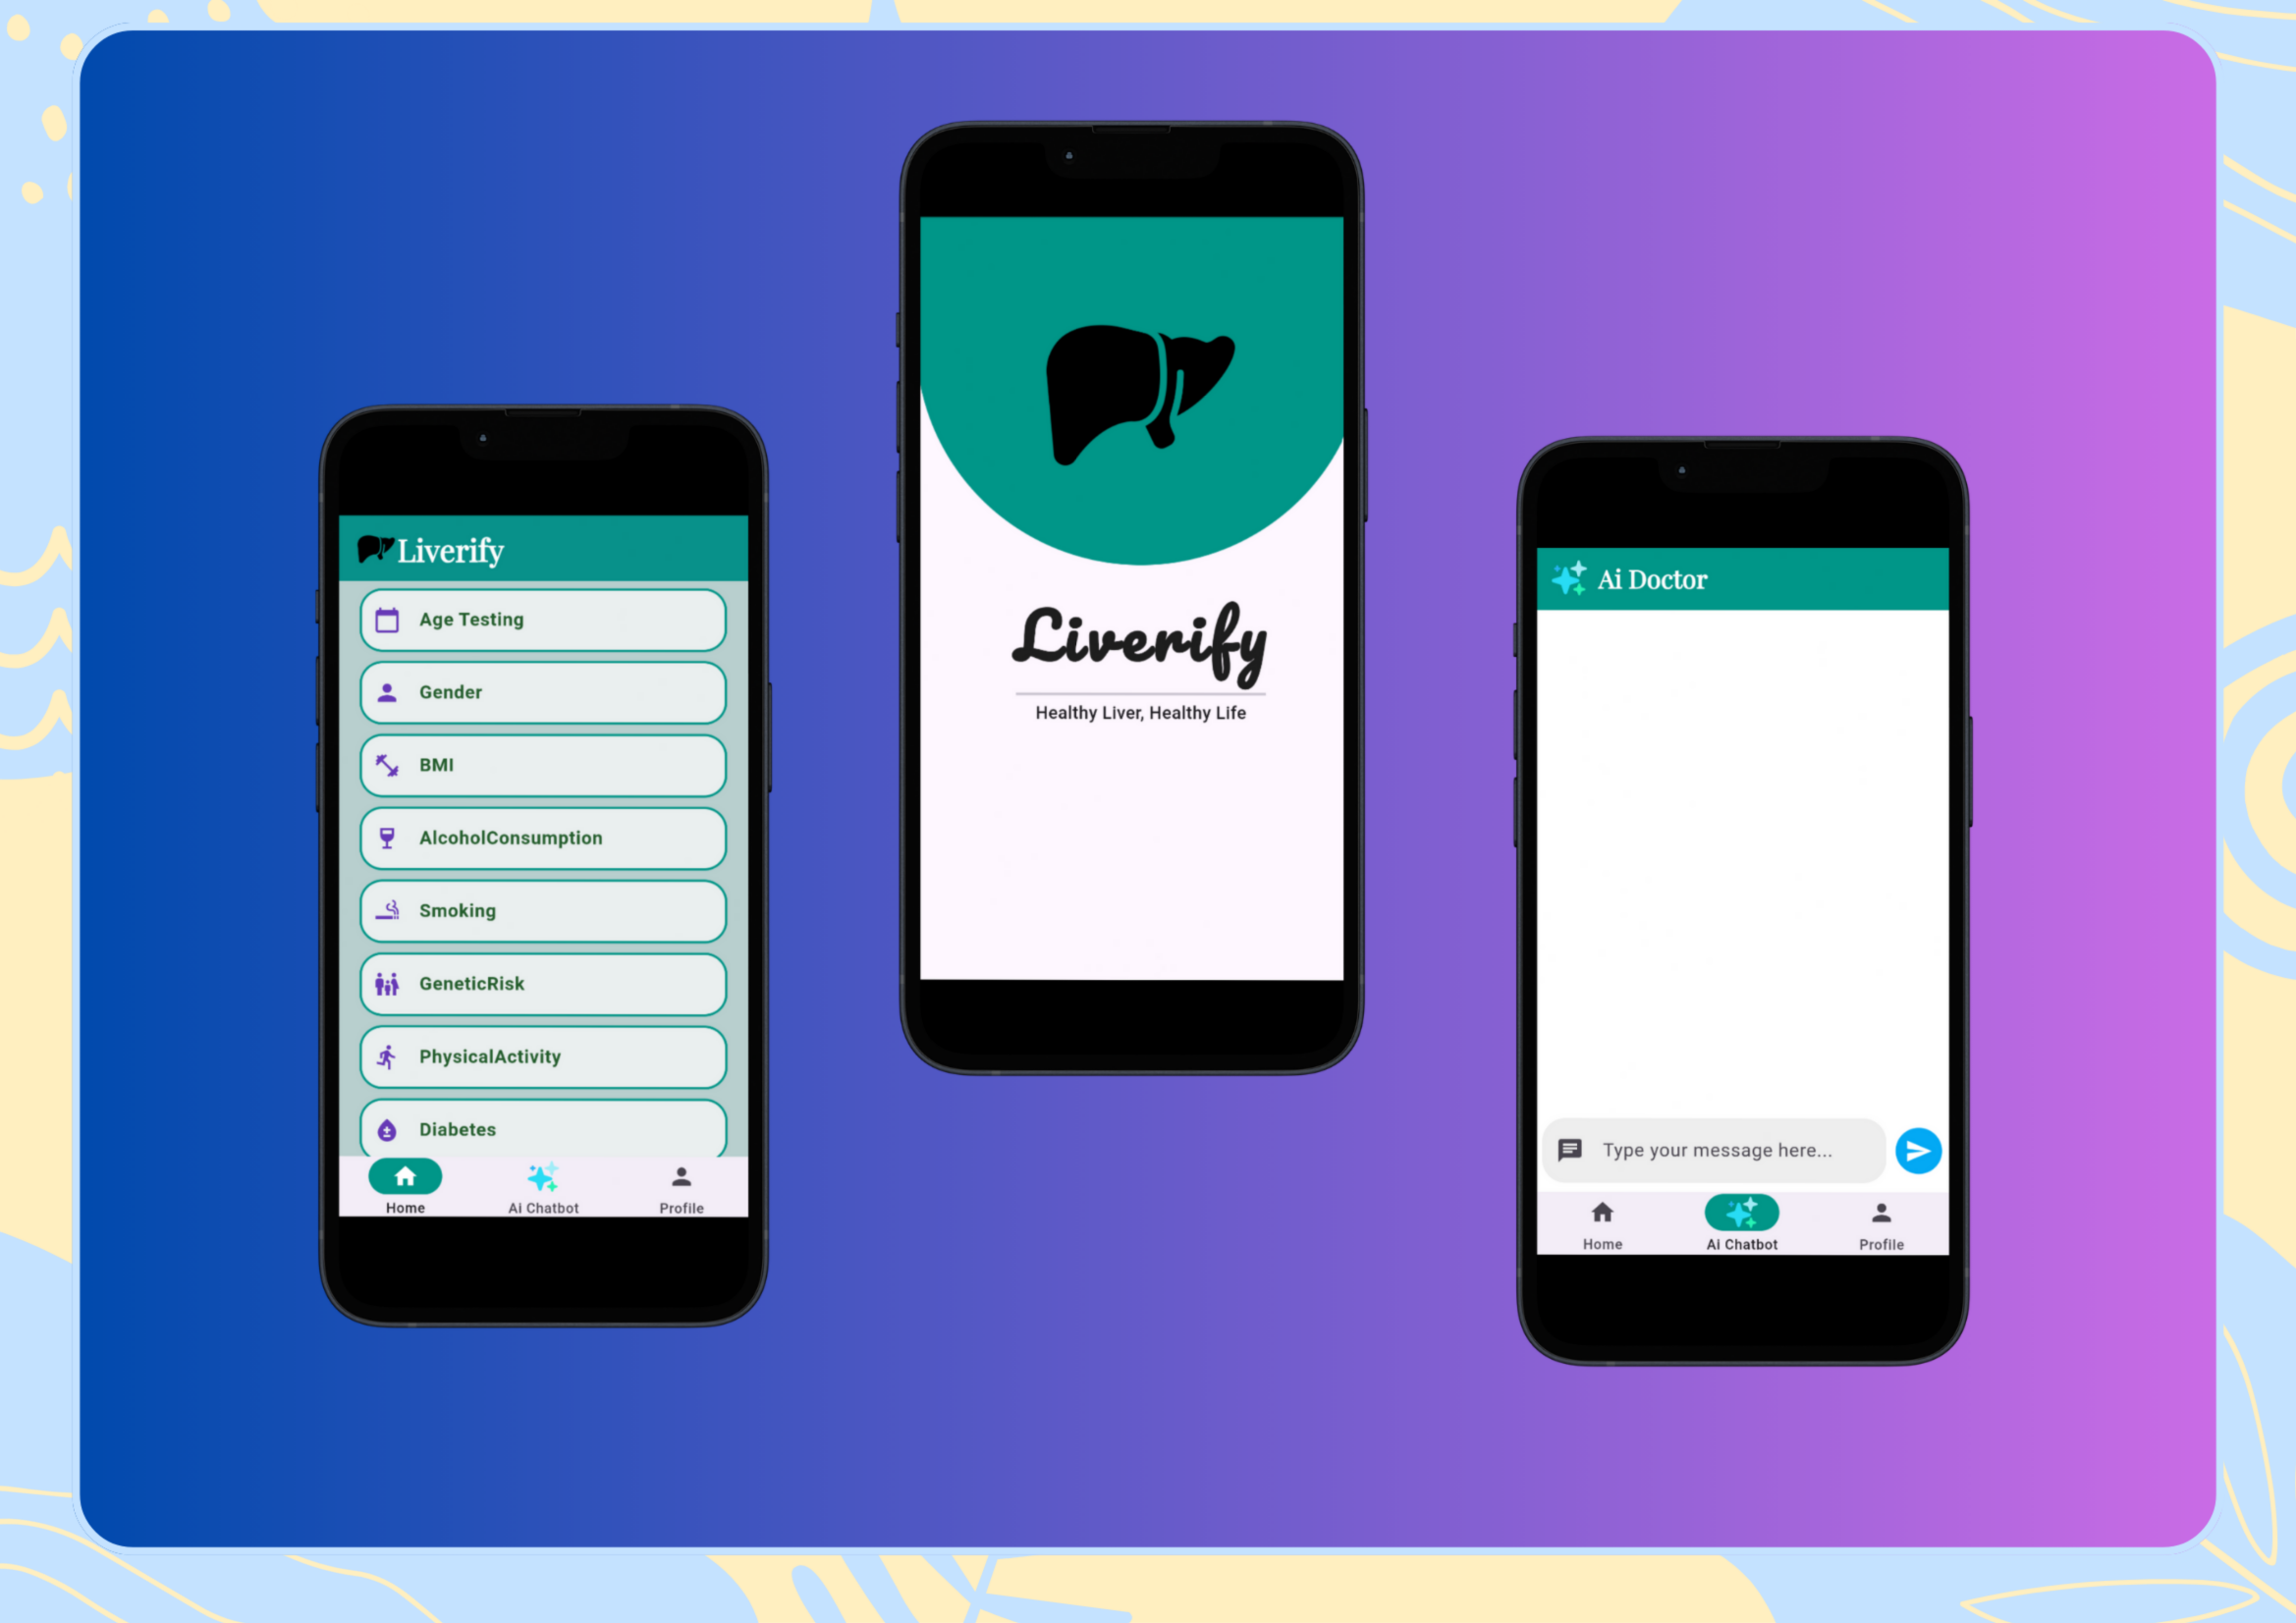 Liverify
Age Testing
Gender
BMI
AlcoholConsumption
Smoking
GeneticRisk
PhysicalActivity
Diabetes
Home
Ai Chatbot
Profile
Liverify
Healthy Liver, Healthy Life
Ai Doctor
Type your message here...
Home
Ai Chatbot
Profile